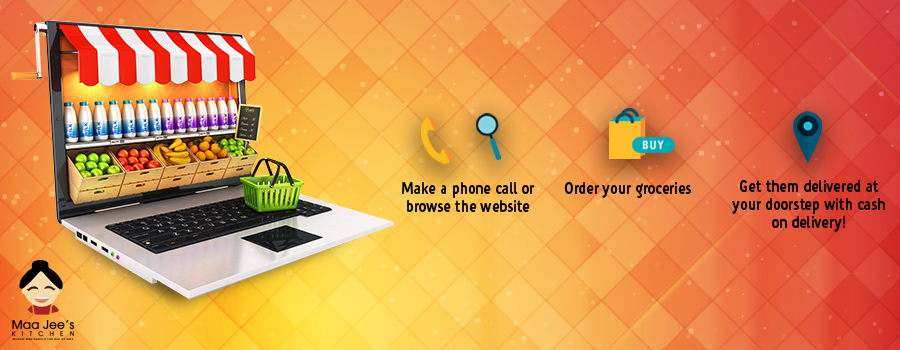 Make a phone call or
browse the website
BUY
Order your groceries
Get them delivered at
your doorstep with cash
on delivery!
Maa Jee's
KITCHEN